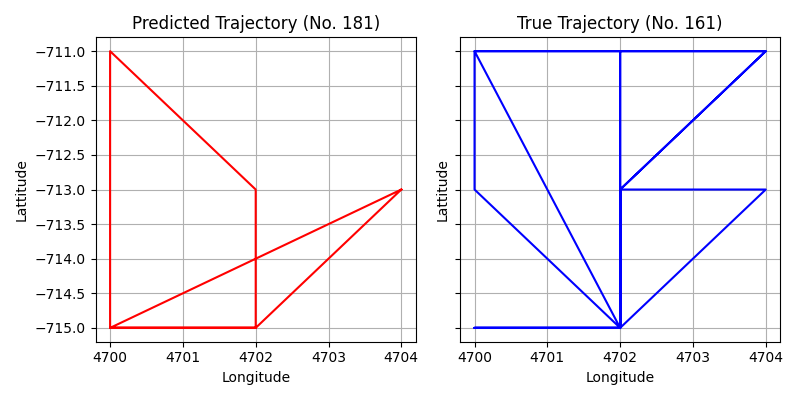 Predicted Trajectory (No. 181)
True Trajectory (No. 161)
−711.0
−711.5
−712.0
−712.5
−713.0
−713.5
−714.0
−714.5
−715.0
Lattitude
Lattitude
4700 4701 4702 4703 4704
4700 4701 4702 4703 4704
Longitude
Longitude